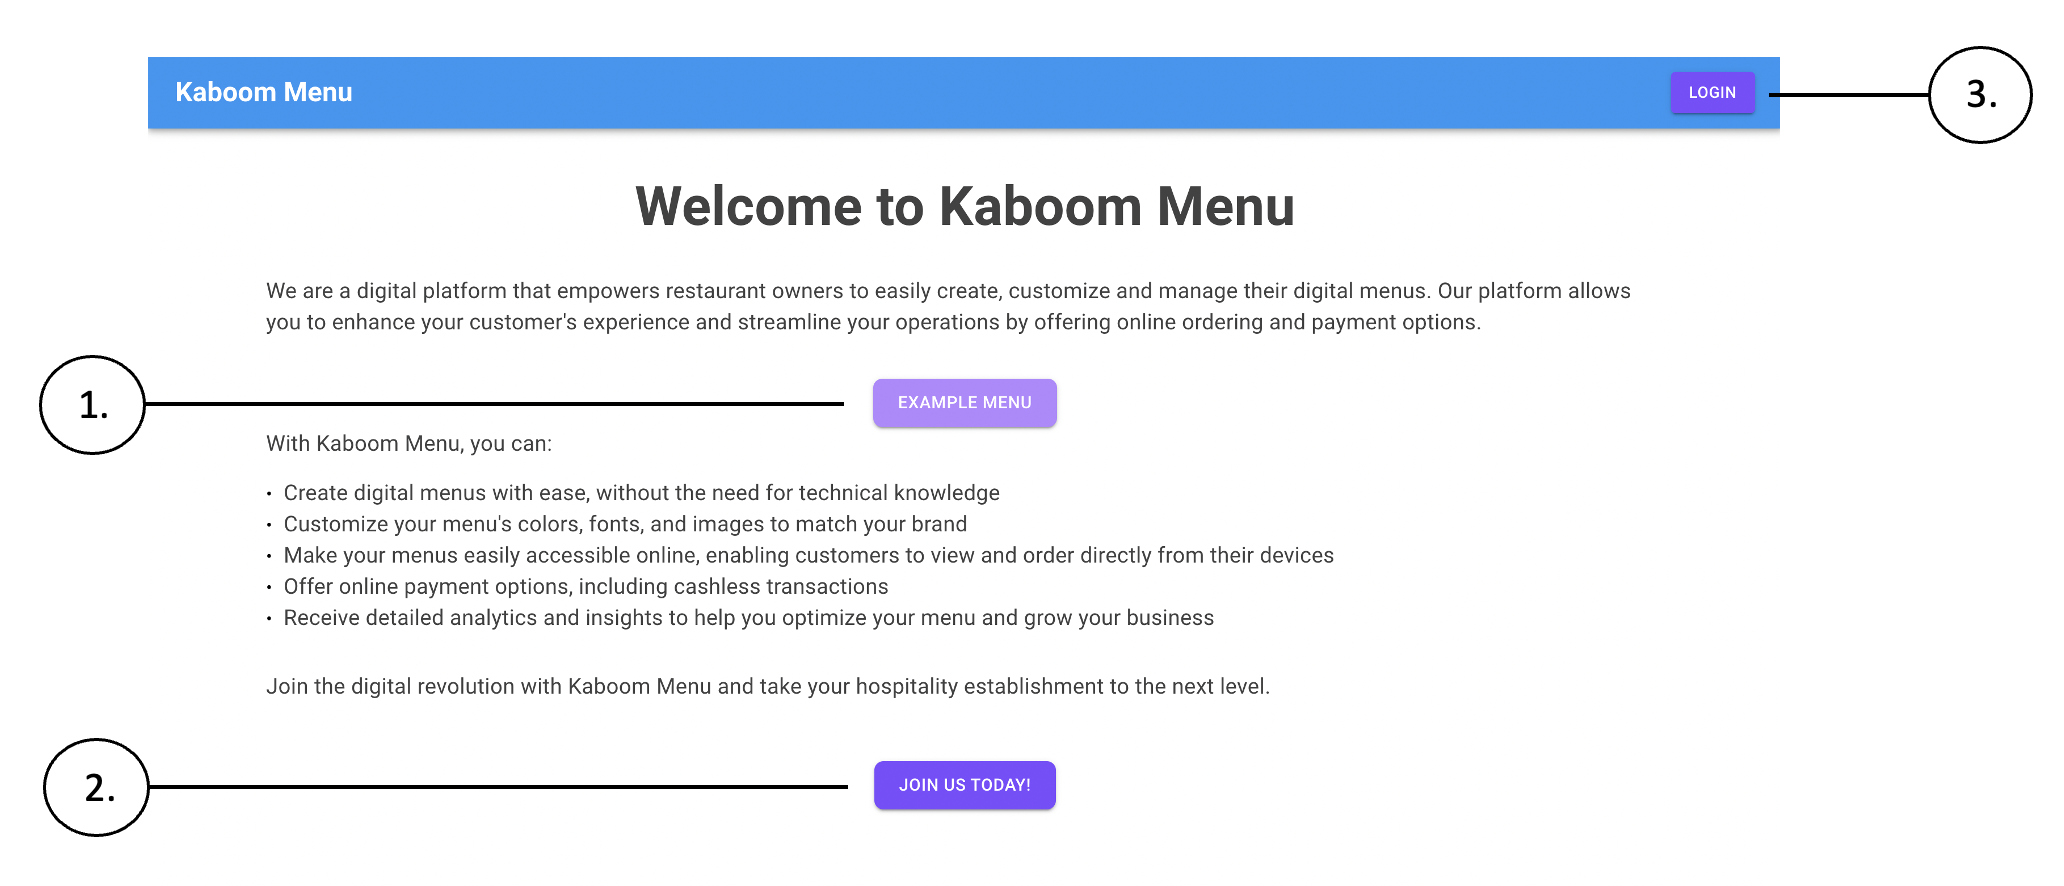 Kaboom Menu
LOGIN
3.
Welcome to Kaboom Menu
We are a digital platform that empowers restaurant owners to easily create, customize and manage their digital menus. Our platform allows
you to enhance your customer's experience and streamline your operations by offering online ordering and payment options.
1.
EXAMPLE MENU
With Kaboom Menu, you can:
• Create digital menus with ease, without the need for technical knowledge
• Customize your menu's colors, fonts, and images to match your brand
• Make your menus easily accessible online, enabling customers to view and order directly from their devices
• Offer online payment options, including cashless transactions
• Receive detailed analytics and insights to help you optimize your menu and grow your business
Join the digital revolution with Kaboom Menu and take your hospitality establishment to the next level.
2.
JOIN US TODAY!